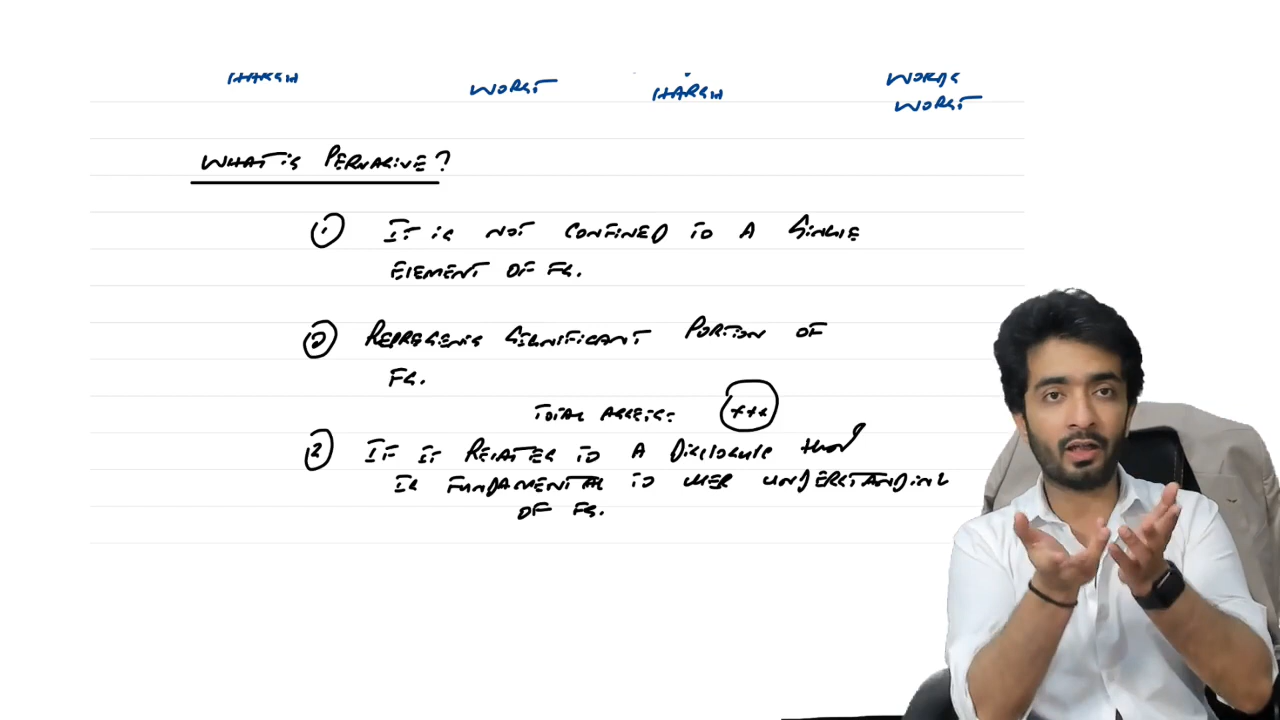 HARSH WORST HARSH WORDS
WORST
WHAT IS PERVASIVE?
① IT IS NOT CONFINED TO A SINGLE
ELEMENT OF FS.
② REPRESENTS SIGNIFICANT PORTION OF
FS.
TOTAL ASSETS:
IF IT RELATES TO A DISCLOSURE that
IS FUNDAMENTAL TO USER UNDERSTANDING
OF FS.